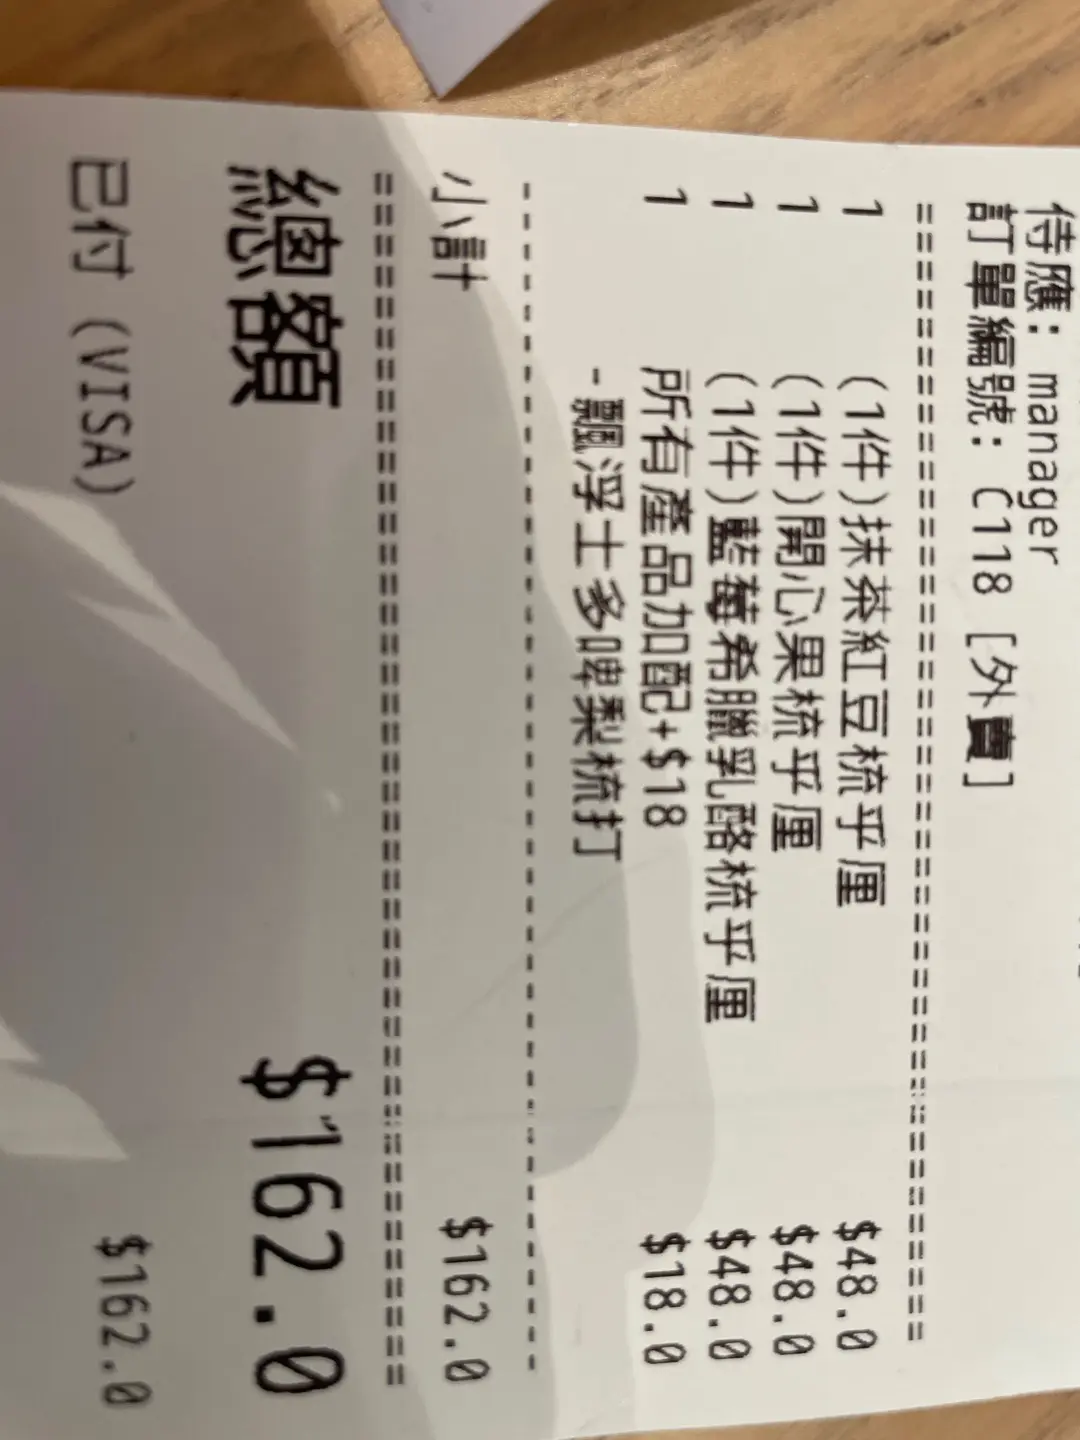 侍應: manager
訂單編號: C118 [外賣]
================================
1 (1件)抹茶紅豆梳乎厘 $48.0
1 (1件)開心果梳乎厘 $48.0
1 (1件)藍莓希臘乳酪梳乎厘 $48.0
1 所有產品加配+$18 $18.0
-飄浮士多啤梨梳打
--------------------------------
小計 $162.0
================================
總額 $162.0
已付 (VISA) $162.0